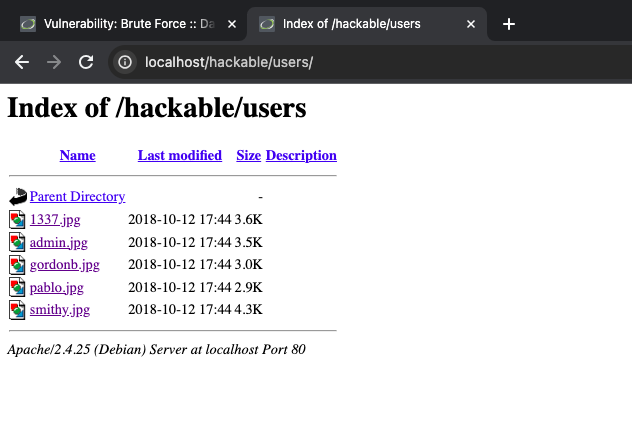 Vulnerability: Brute Force :: Da
Index of /hackable/users
localhost/hackable/users/
Index of /hackable/users
Name Last modified Size Description
Parent Directory -
1337.jpg 2018-10-12 17:44 3.6K
admin.jpg 2018-10-12 17:44 3.5K
gordonb.jpg 2018-10-12 17:44 3.0K
pablo.jpg 2018-10-12 17:44 2.9K
smithy.jpg 2018-10-12 17:44 4.3K
Apache/2.4.25 (Debian) Server at localhost Port 80